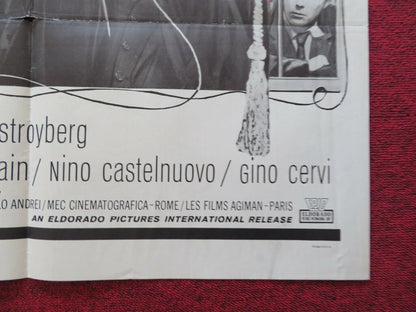 stroyberg
ain / nino castelnuovo / gino cervi
O ANDREI / MEC CINEMATOGRAFICA-ROME / LES FILMS AGIMAN-PARIS
AN ELDORADO PICTURES INTERNATIONAL RELEASE
ELDORADO